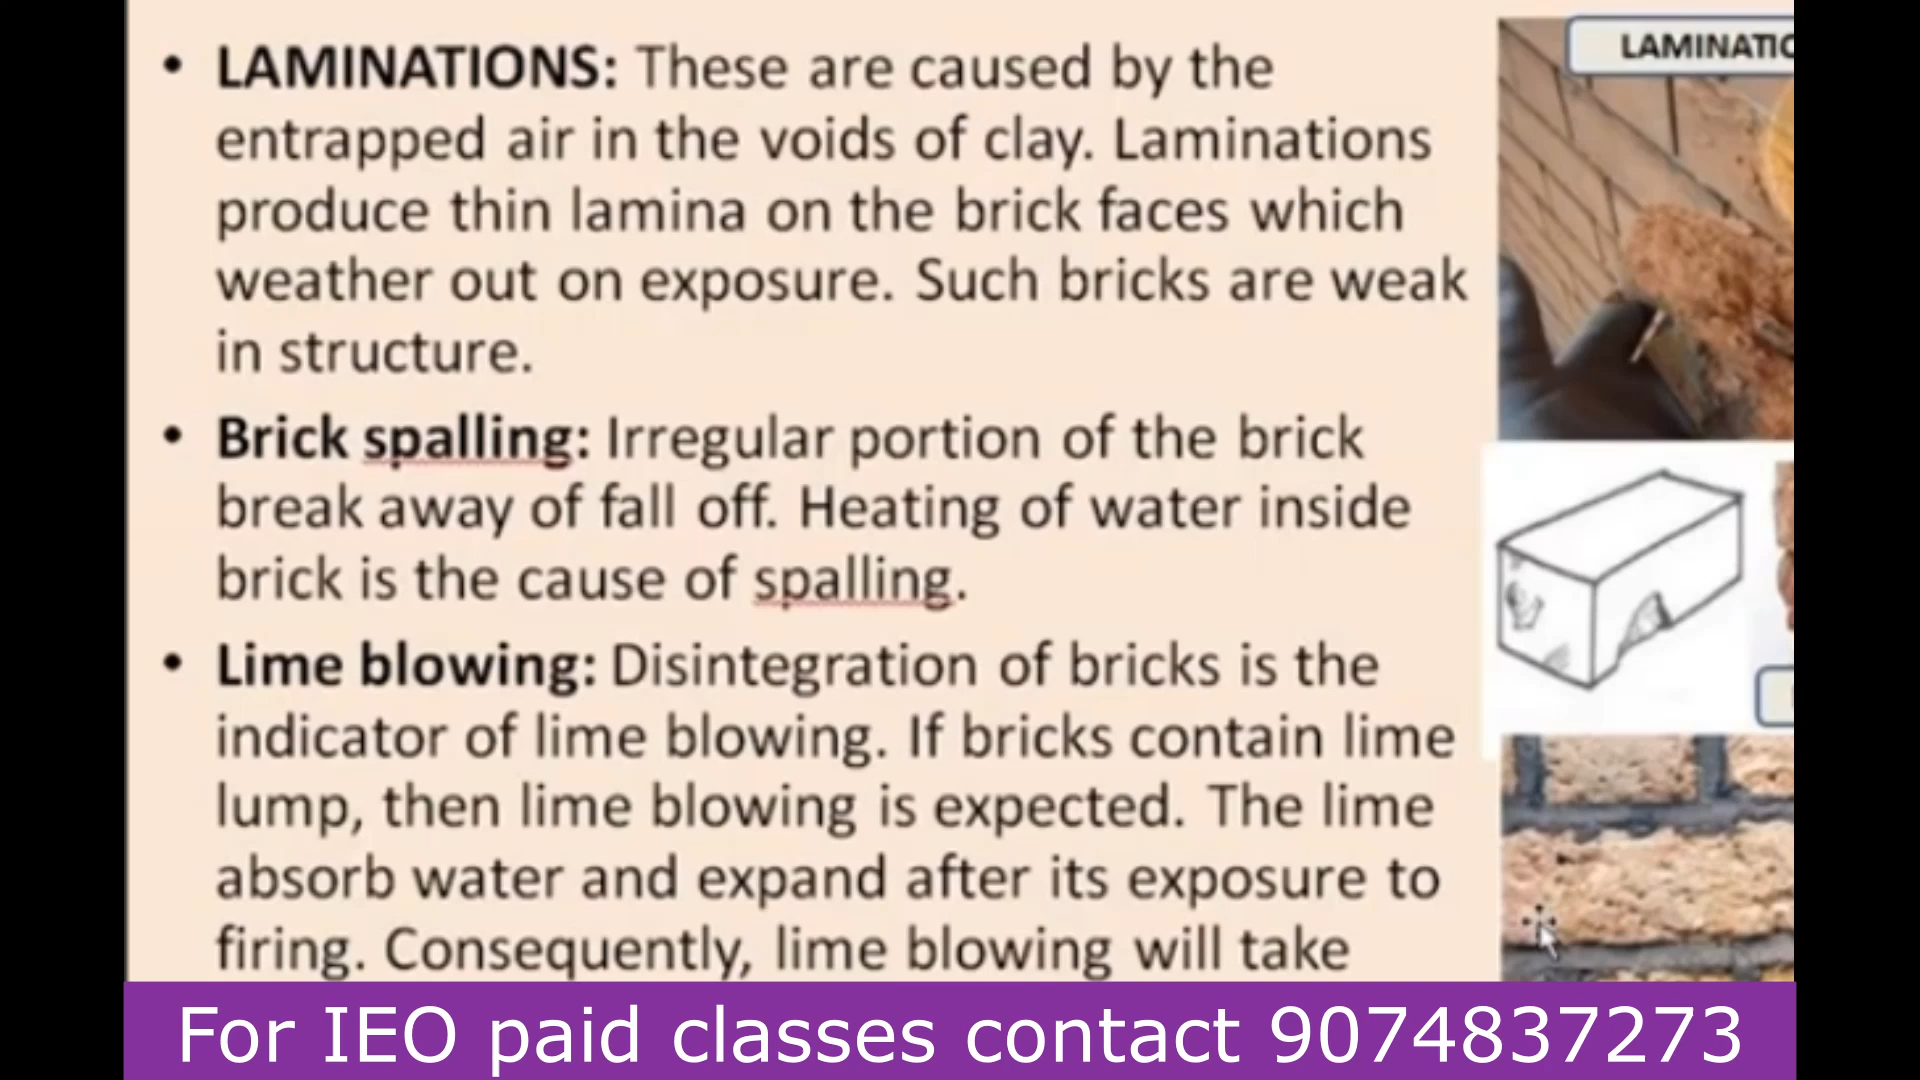 • LAMINATIONS: These are caused by the
entrapped air in the voids of clay. Laminations
produce thin lamina on the brick faces which
weather out on exposure. Such bricks are weak
in structure.
• Brick spalling: Irregular portion of the brick
break away of fall off. Heating of water inside
brick is the cause of spalling.
• Lime blowing: Disintegration of bricks is the
indicator of lime blowing. If bricks contain lime
lump, then lime blowing is expected. The lime
absorb water and expand after its exposure to
firing. Consequently, lime blowing will take
LAMINATIO
For IEO paid classes contact 9074837273